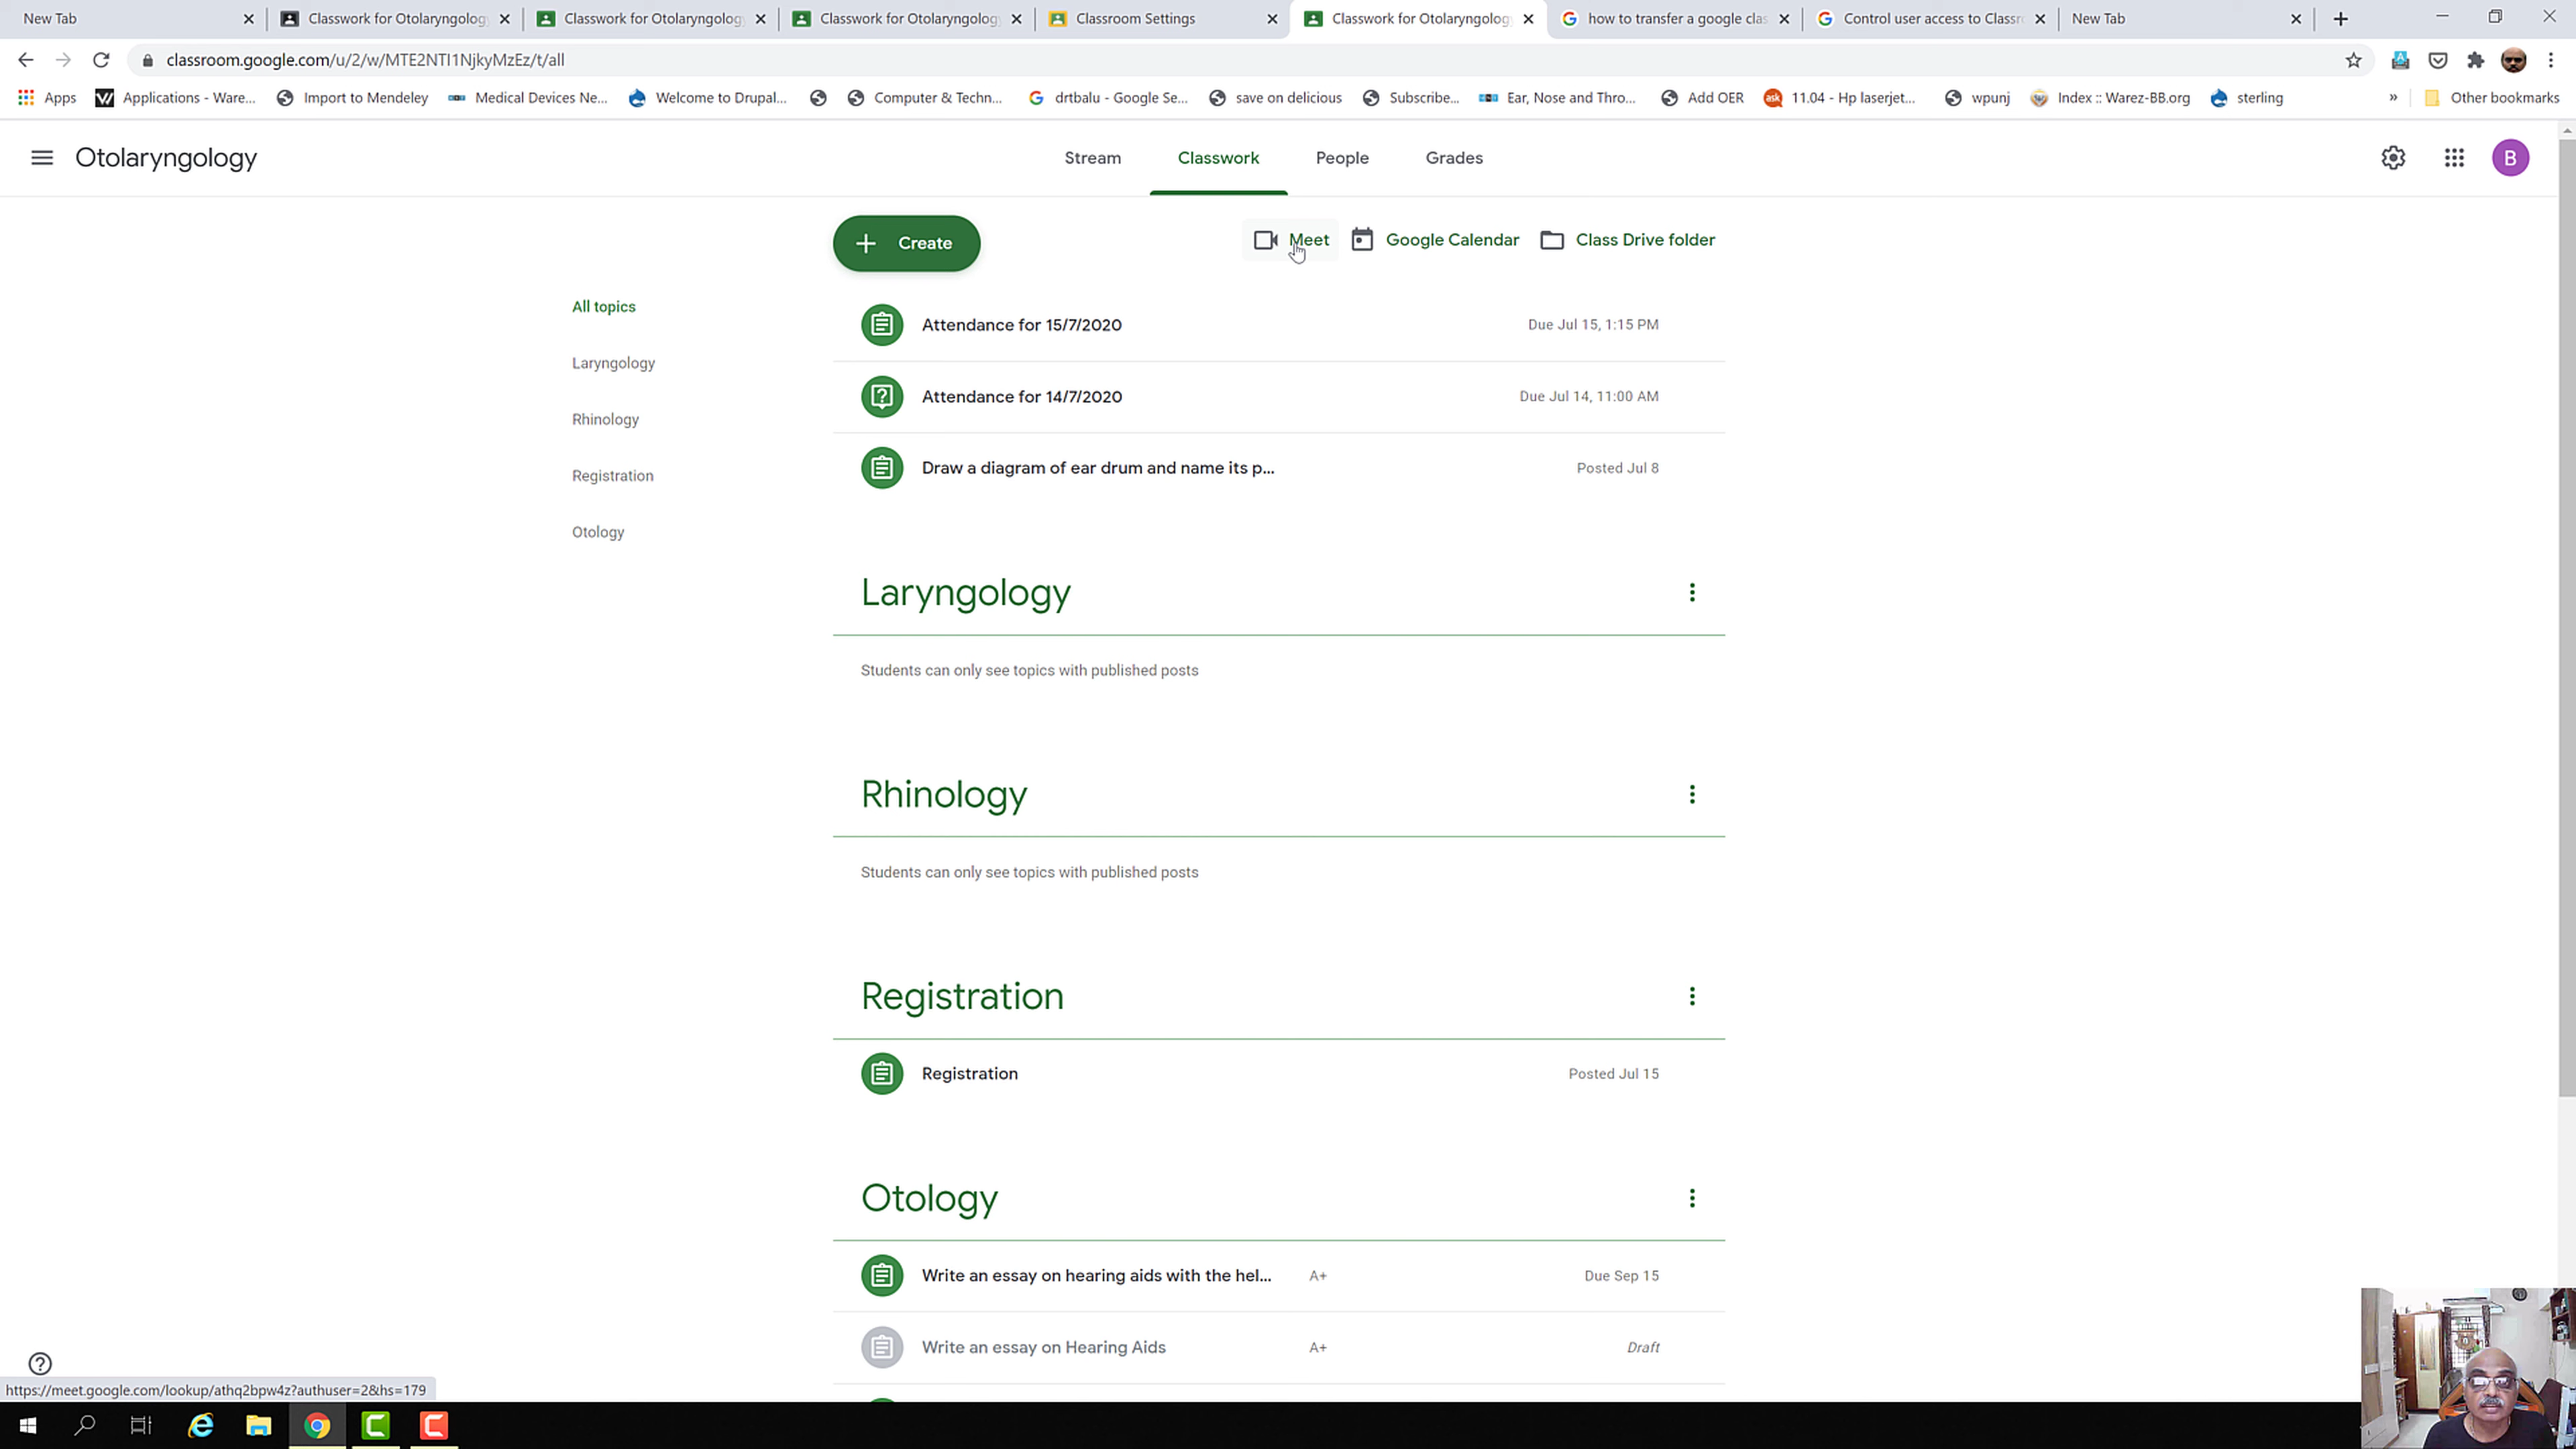 New Tab
Classwork for Otolaryngology
Classwork for Otolaryngology
Classwork for Otolaryngology
Classroom Settings
Classwork for Otolaryngology
how to transfer a google clas
Control user access to Classr
New Tab
classroom.google.com/u/2/w/MTE2NTI1NjkyMzEz/t/all
Apps
Applications - Ware...
Import to Mendeley
Medical Devices Ne...
Welcome to Drupal...
Computer & Techn...
drtbalu - Google Se...
save on delicious
Subscribe...
Ear, Nose and Thro...
Add OER
11.04 - Hp laserjet...
wpunj
Index :: Warez-BB.org
sterling
»
Other bookmarks
Otolaryngology
Stream
Classwork
People
Grades
B
Create
Meet
Google Calendar
Class Drive folder
All topics
Laryngology
Rhinology
Registration
Otology
Attendance for 15/7/2020
Due Jul 15, 1:15 PM
Attendance for 14/7/2020
Due Jul 14, 11:00 AM
Draw a diagram of ear drum and name its p...
Posted Jul 8
Laryngology
Students can only see topics with published posts
Rhinology
Students can only see topics with published posts
Registration
Registration
Posted Jul 15
Otology
Write an essay on hearing aids with the hel...
A+
Due Sep 15
Write an essay on Hearing Aids
A+
Draft
https://meet.google.com/lookup/athq2bpw4z?authuser=2&hs=179